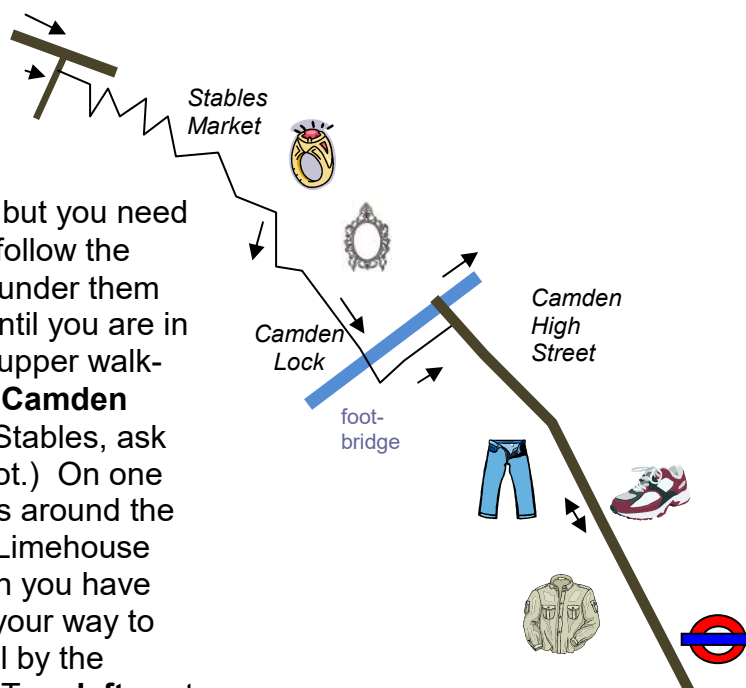 Stables
Market
but you need
follow the
under them
ntil you are in
upper walk-
Camden
Stables, ask
ot.) On one
s around the
Limehouse
n you have
your way to
l by the
left
Camden
Lock
foot-
bridge
Camden
High
Street